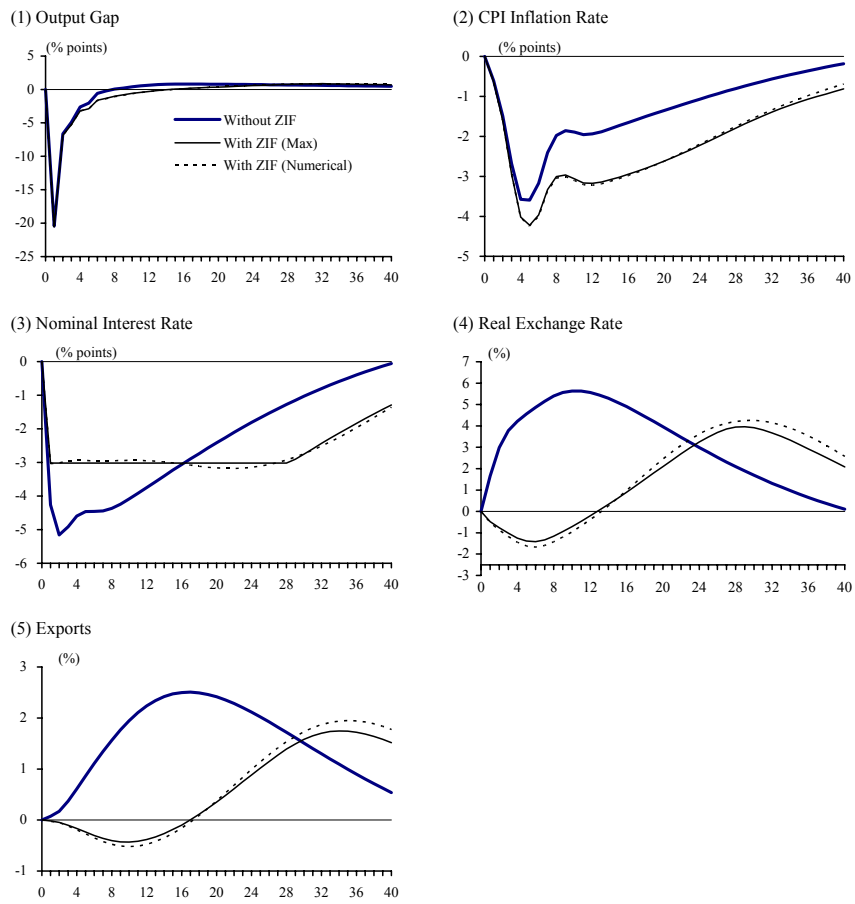 (1) Output Gap
(% points)
5
0
-5
-10
-15
-20
-25
Without ZIF
With ZIF (Max)
With ZIF (Numerical)
0 4 8 12 16 20 24 28 32 36 40
(2) CPI Inflation Rate
(% points)
0
-1
-2
-3
-4
-5
0 4 8 12 16 20 24 28 32 36 40
(3) Nominal Interest Rate
(% points)
0
-1
-2
-3
-4
-5
-6
0 4 8 12 16 20 24 28 32 36 40
(4) Real Exchange Rate
(%)
7
6
5
4
3
2
1
0
-1
-2
-3
0 4 8 12 16 20 24 28 32 36 40
(5) Exports
(%)
3
2
1
0
-1
0 4 8 12 16 20 24 28 32 36 40